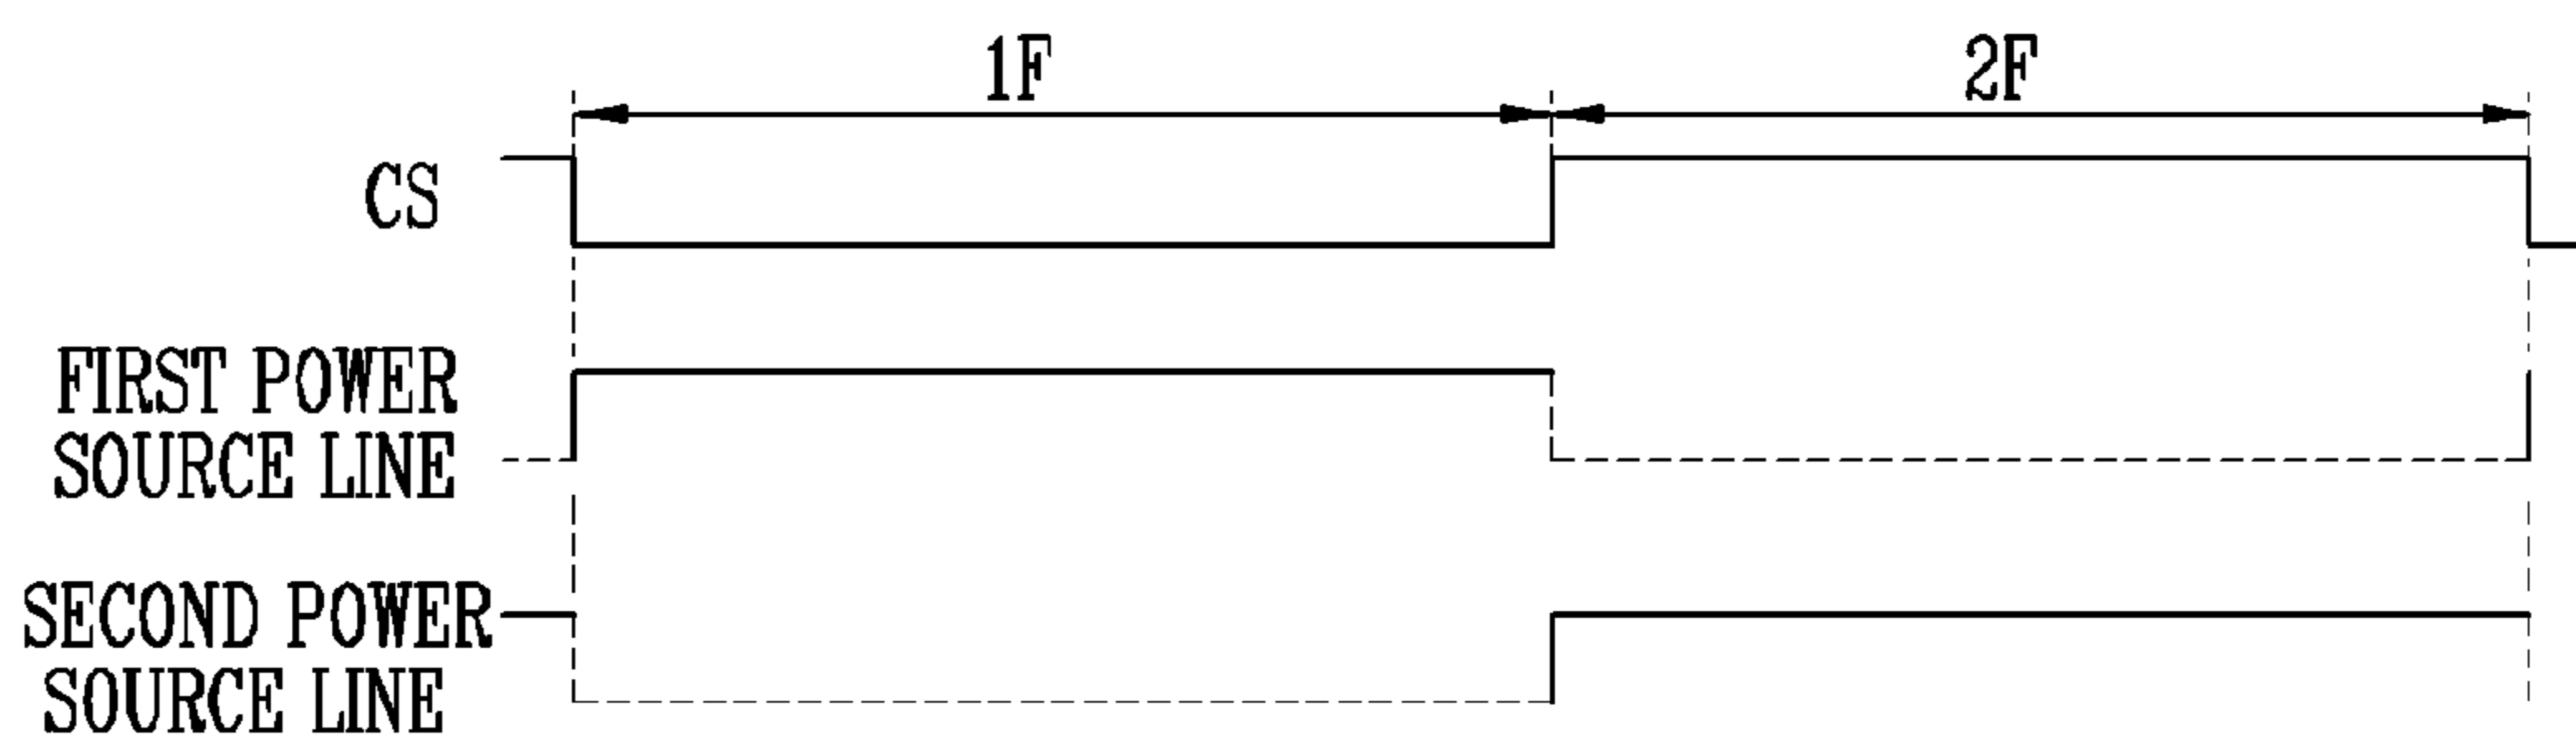 1F 2F
CS
FIRST POWER
SOURCE LINE
SECOND POWER
SOURCE LINE